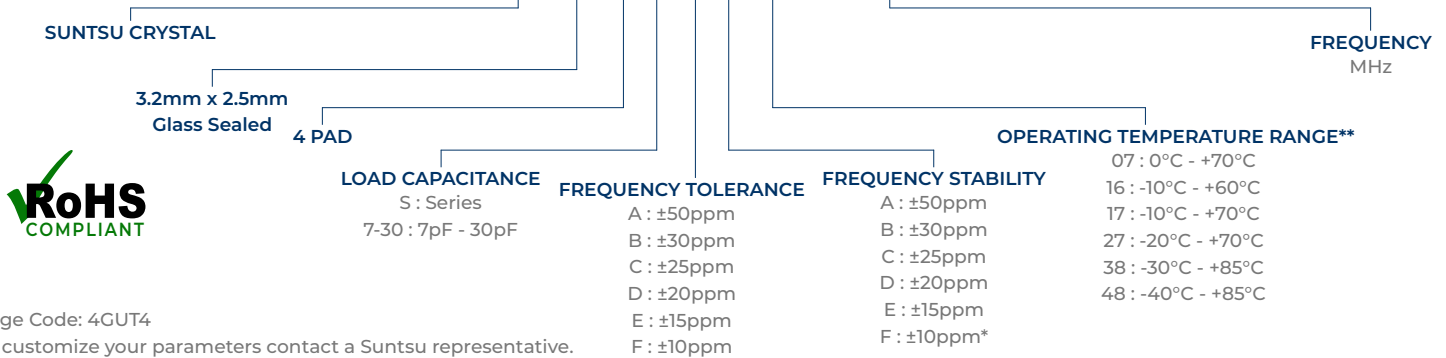 SUNTSU CRYSTAL
FREQUENCY
MHz
3.2mm x 2.5mm
Glass Sealed
4 PAD
OPERATING TEMPERATURE RANGE**
07 : 0°C - +70°C
16 : -10°C - +60°C
17 : -10°C - +70°C
27 : -20°C - +70°C
38 : -30°C - +85°C
48 : -40°C - +85°C
LOAD CAPACITANCE
S : Series
7-30 : 7pF - 30pF
FREQUENCY TOLERANCE
A : ±50ppm
B : ±30ppm
C : ±25ppm
D : ±20ppm
E : ±15ppm
F : ±10ppm
FREQUENCY STABILITY
A : ±50ppm
B : ±30ppm
C : ±25ppm
D : ±20ppm
E : ±15ppm
F : ±10ppm*
RoHS
COMPLIANT
ge Code: 4GUT4
customize your parameters contact a Suntsu representative.